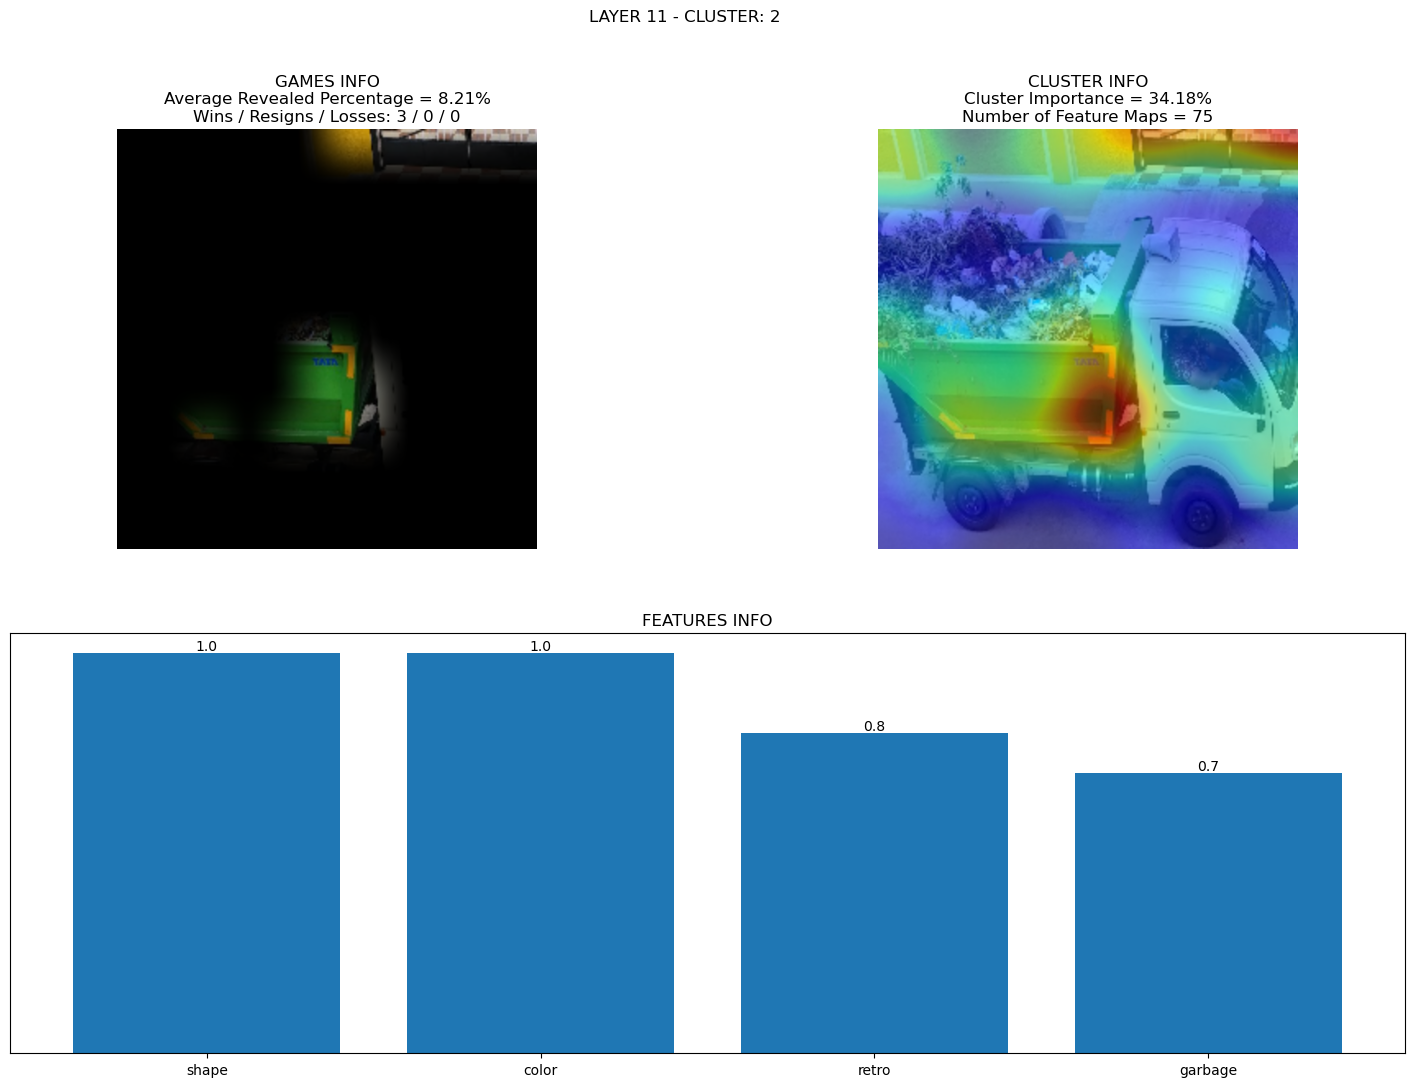 LAYER 11 - CLUSTER: 2
GAMES INFO
Average Revealed Percentage = 8.21%
Wins / Resigns / Losses: 3 / 0 / 0
CLUSTER INFO
Cluster Importance = 34.18%
Number of Feature Maps = 75
FEATURES INFO
1.0
1.0
0.8
0.7
shape
color
retro
garbage